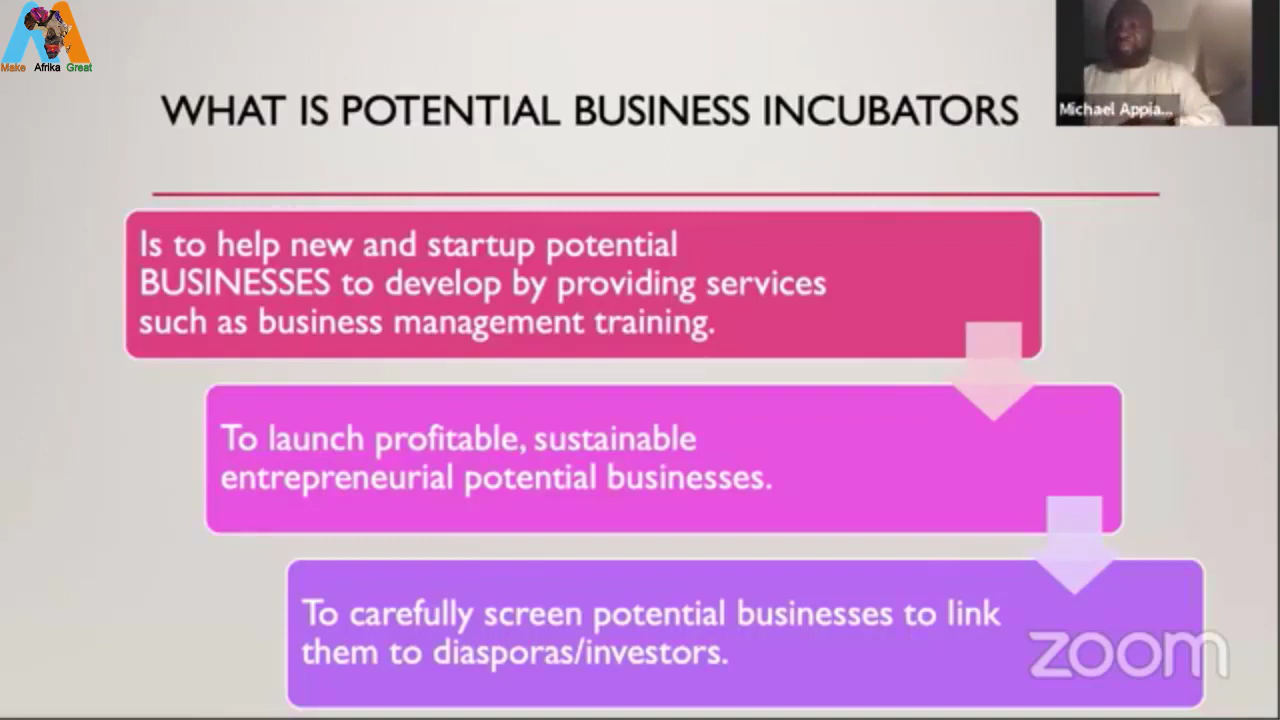 Make Afrika Great
WHAT IS POTENTIAL BUSINESS INCUBATORS
Michael Appia...
Is to help new and startup potential
BUSINESSES to develop by providing services
such as business management training.
To launch profitable, sustainable
entrepreneurial potential businesses.
To carefully screen potential businesses to link
them to diasporas/investors.
zoom